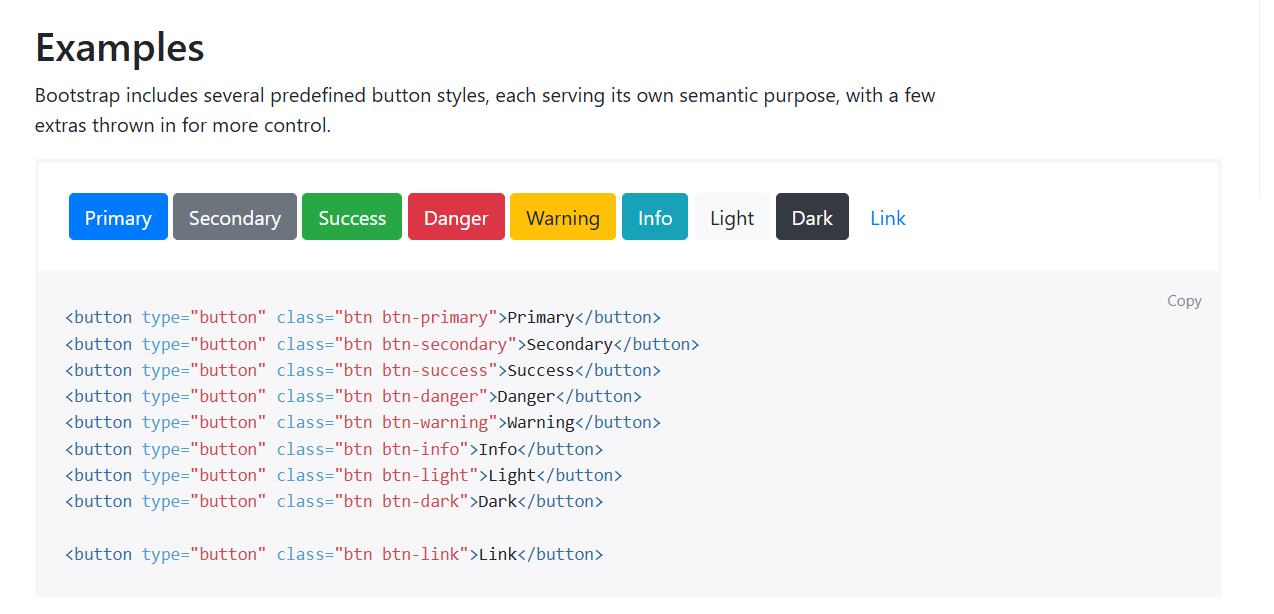 Examples
Bootstrap includes several predefined button styles, each serving its own semantic purpose, with a few
extras thrown in for more control.
Primary Secondary Success Danger Warning Info Light Dark Link
Copy
<button type="button" class="btn btn-primary">Primary</button>
<button type="button" class="btn btn-secondary">Secondary</button>
<button type="button" class="btn btn-success">Success</button>
<button type="button" class="btn btn-danger">Danger</button>
<button type="button" class="btn btn-warning">Warning</button>
<button type="button" class="btn btn-info">Info</button>
<button type="button" class="btn btn-light">Light</button>
<button type="button" class="btn btn-dark">Dark</button>
<button type="button" class="btn btn-link">Link</button>